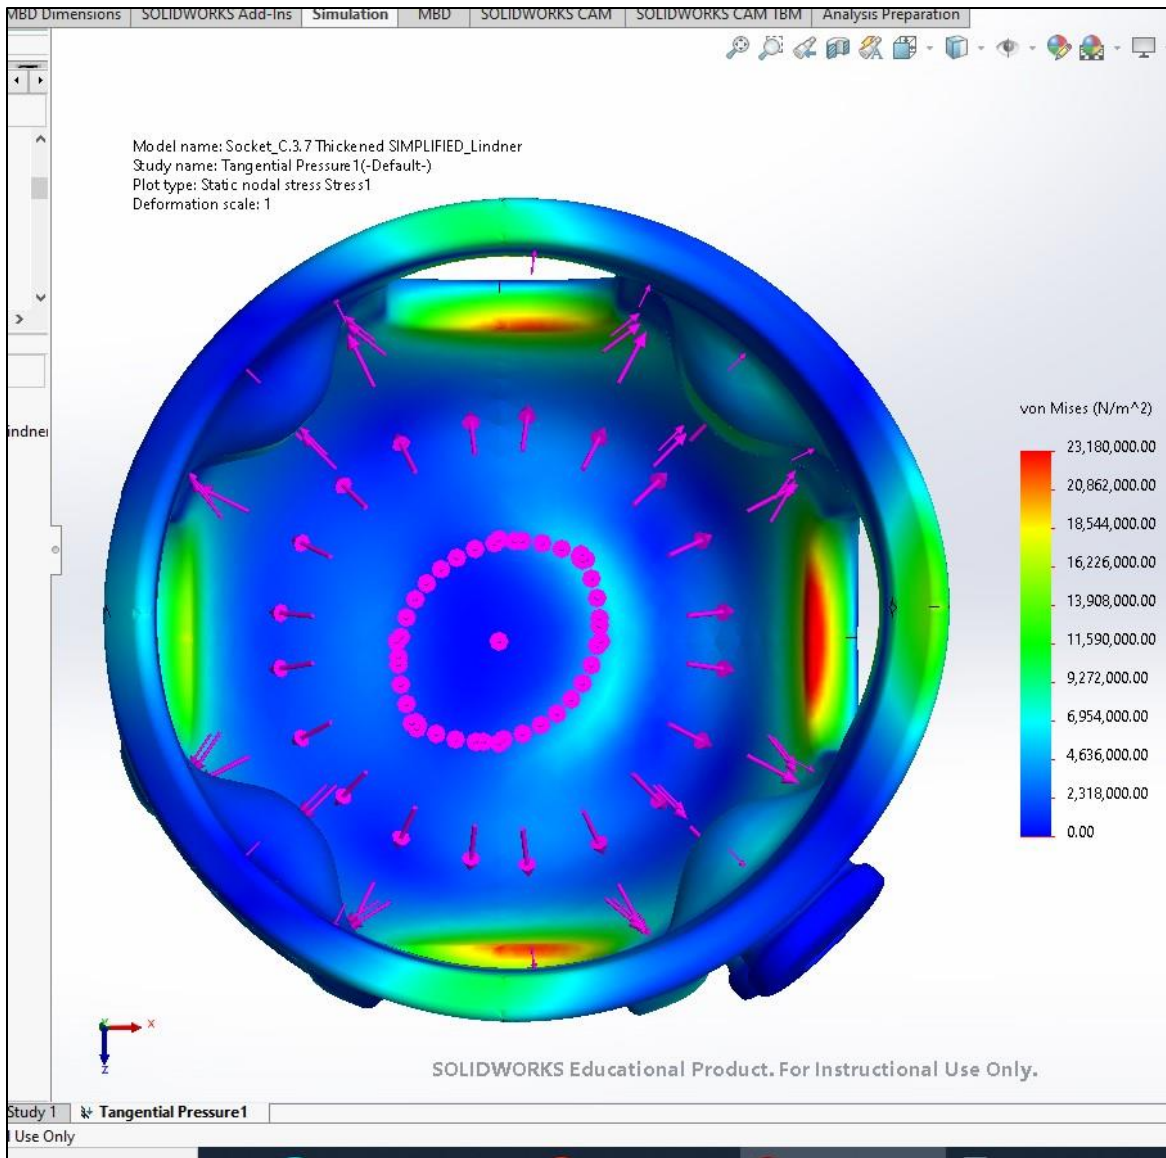 MBD Dimensions SOLIDWORKS Add-Ins Simulation MBD SOLIDWORKS CAM SOLIDWORKS CAM TBM Analysis Preparation
Model name: Socket_C.3.7 Thickened SIMPLIFIED_Lindner
Study name: Tangential Pressure1(-Default-)
Plot type: Static nodal stress Stress1
Deformation scale: 1
von Mises (N/m^2)
23,180,000.00
20,862,000.00
18,544,000.00
16,226,000.00
13,908,000.00
11,590,000.00
9,272,000.00
6,954,000.00
4,636,000.00
2,318,000.00
0.00
indner
Y
X
Z
SOLIDWORKS Educational Product. For Instructional Use Only.
Study 1 Tangential Pressure1
l Use Only